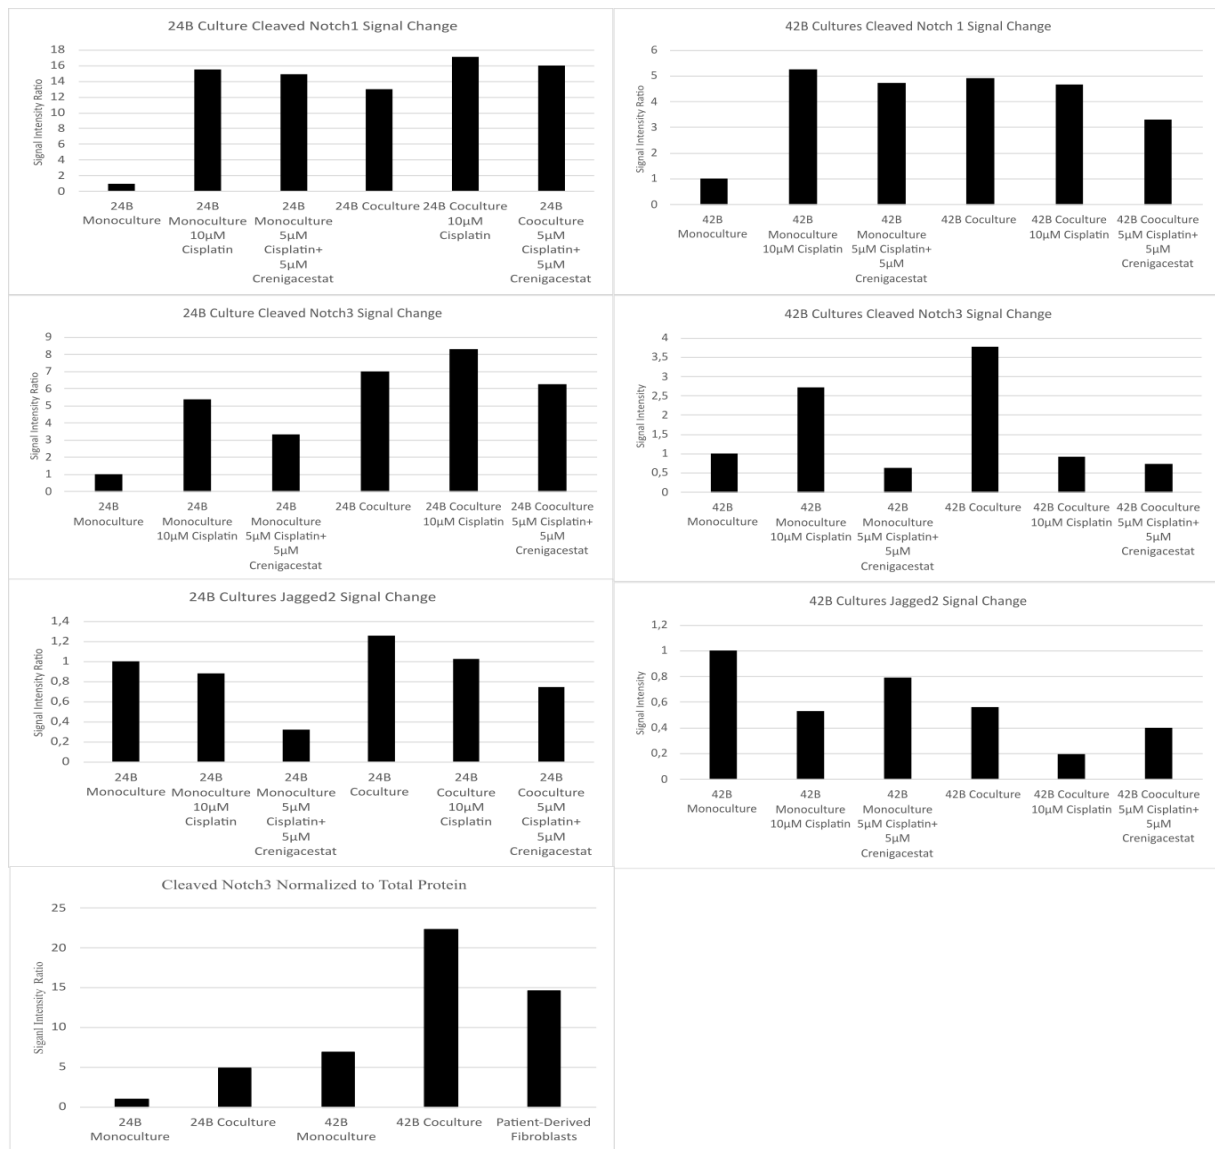 24B Culture Cleaved Notch1 Signal Change
Signal Intensity Ratio
18
16
14
12
10
8
6
4
2
0
24B
Monoculture
24B
Monoculture
10µM
Cisplatin
24B
Monoculture
5µM
Cisplatin+
5µM
Crenigacestat
24B Coculture
24B Coculture
10µM
Cisplatin
24B
Cooculture
5µM
Cisplatin+
5µM
Crenigacestat
42B Cultures Cleaved Notch 1 Signal Change
Signal Intensity Ratio
6
5
4
3
2
1
0
42B
Monoculture
42B
Monoculture
10µM Cisplatin
42B
Monoculture
5µM Cisplatin+
5µM
Crenigacestat
42B Coculture
42B Coculture
10µM Cisplatin
42B Cooculture
5µM Cisplatin+
5µM
Crenigacestat
24B Culture Cleaved Notch3 Signal Change
Signal Intensity Ratio
9
8
7
6
5
4
3
2
1
0
24B
Monoculture
24B
Monoculture
10µM Cisplatin
24B
Monoculture
5µM Cisplatin+
5µM
Crenigacestat
24B Coculture
24B Coculture
10µM Cisplatin
24B Cooculture
5µM Cisplatin+
5µM
Crenigacestat
42B Cultures Cleaved Notch3 Signal Change
Signal Intensity
4
3,5
3
2,5
2
1,5
1
0,5
0
42B
Monoculture
42B
Monoculture
10µM Cisplatin
42B
Monoculture
5µM Cisplatin+
5µM
Crenigacestat
42B Coculture
42B Coculture
10µM Cisplatin
42B Cooculture
5µM Cisplatin+
5µM
Crenigacestat
24B Cultures Jagged2 Signal Change
Signal Intensity Ratio
1,4
1,2
1
0,8
0,6
0,4
0,2
0
24B
Monoculture
24B
Monoculture
10µM
Cisplatin
24B
Monoculture
5µM
Cisplatin+
5µM
Crenigacestat
24B
Coculture
24B
Coculture
10µM
Cisplatin
24B
Cooculture
5µM
Cisplatin+
5µM
Crenigacestat
42B Cultures Jagged2 Signal Change
Signal Intensity
1,2
1
0,8
0,6
0,4
0,2
0
42B
Monoculture
42B
Monoculture
10µM Cisplatin
42B
Monoculture
5µM Cisplatin+
5µM
Crenigacestat
42B Coculture
42B Coculture
10µM Cisplatin
42B Cooculture
5µM Cisplatin+
5µM
Crenigacestat
Cleaved Notch3 Normalized to Total Protein
Siganl Intensity Ratio
25
20
15
10
5
0
24B
Monoculture
24B Coculture
42B
Monoculture
42B Coculture
Patient-Derived
Fibroblasts